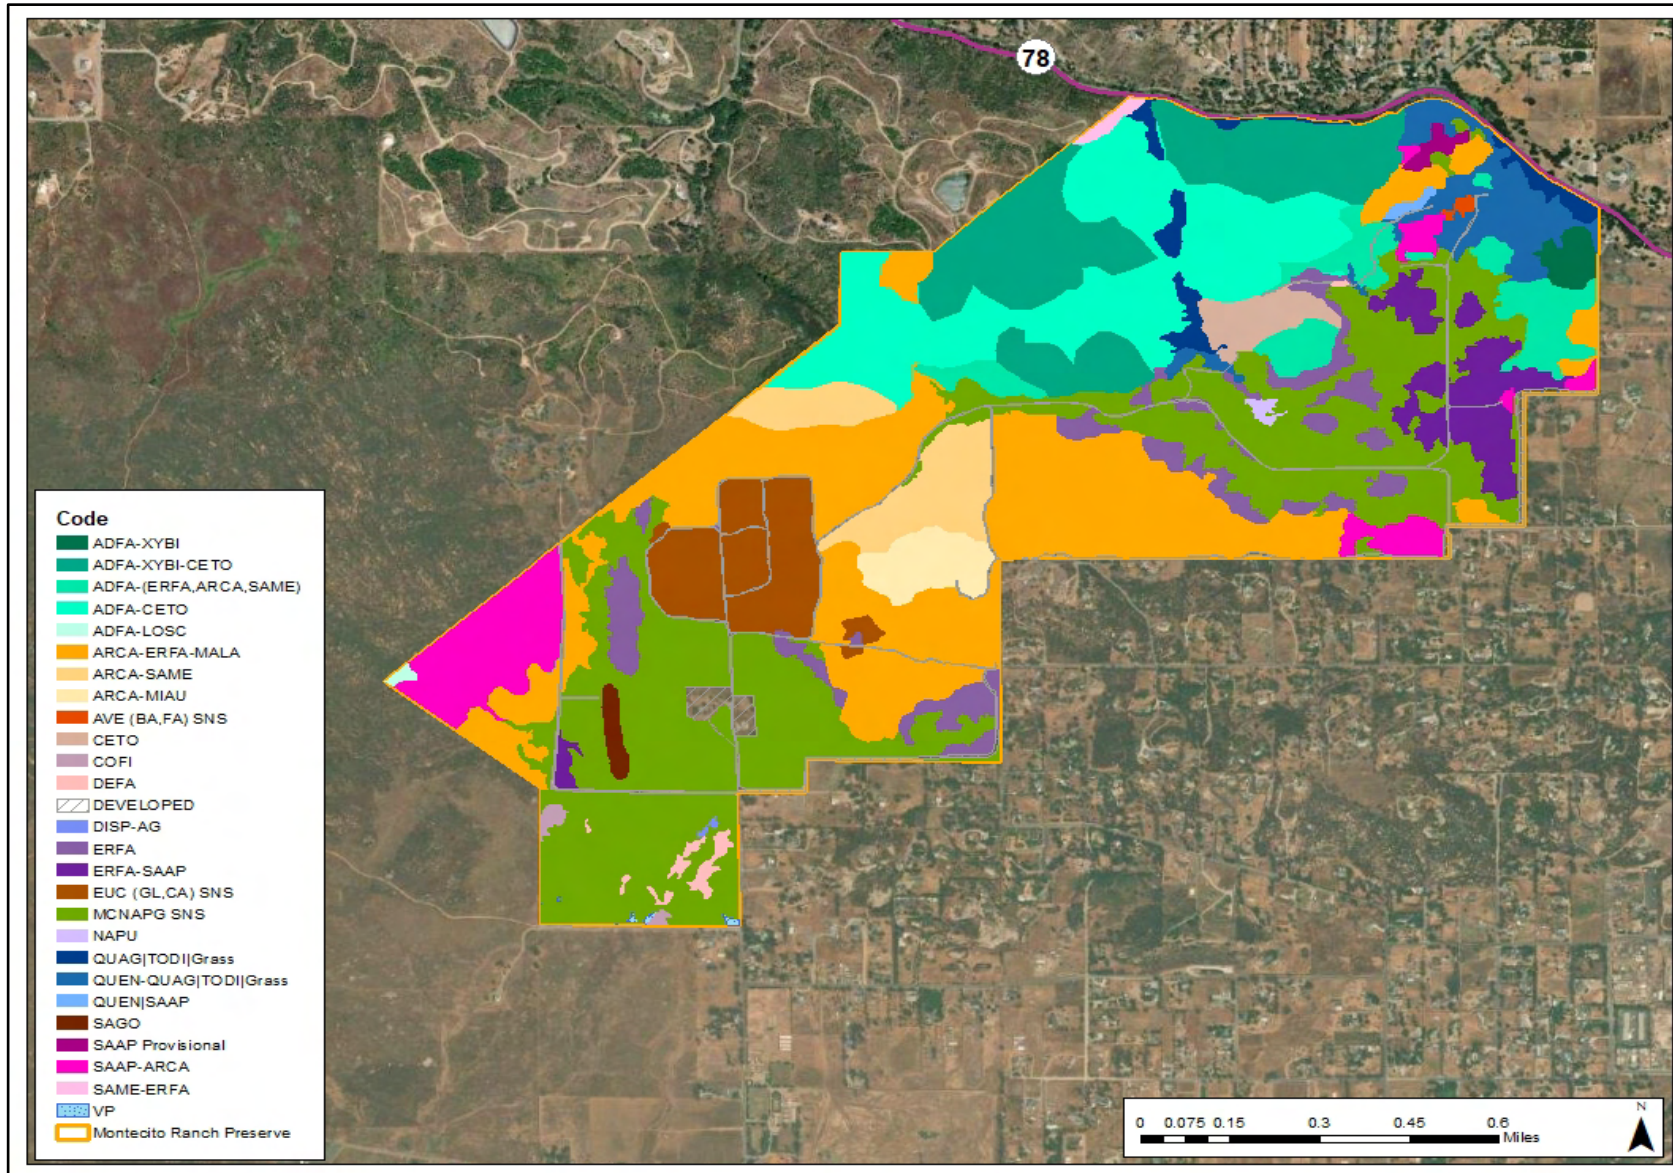 78
Code
ADFA-XYBI
ADFA-XYBI-CETO
ADFA-(ERFA,ARCA,SAME)
ADFA-CETO
ADFA-LOSC
ARCA-ERFA-MALA
ARCA-SAME
ARCA-MIAU
AVE (BA,FA) SNS
CETO
COFI
DEFA
DEVELOPED
DISP-AG
ERFA
ERFA-SAAP
EUC (GL,CA) SNS
MCNAPG SNS
NAPU
QUAG|TODI|Grass
QUEN-QUAG|TODI|Grass
QUEN|SAAP
SAGO
SAAP Provisional
SAAP-ARCA
SAME-ERFA
VP
Montecito Ranch Preserve
0 0.075 0.15 0.3 0.45 0.6
Miles
N